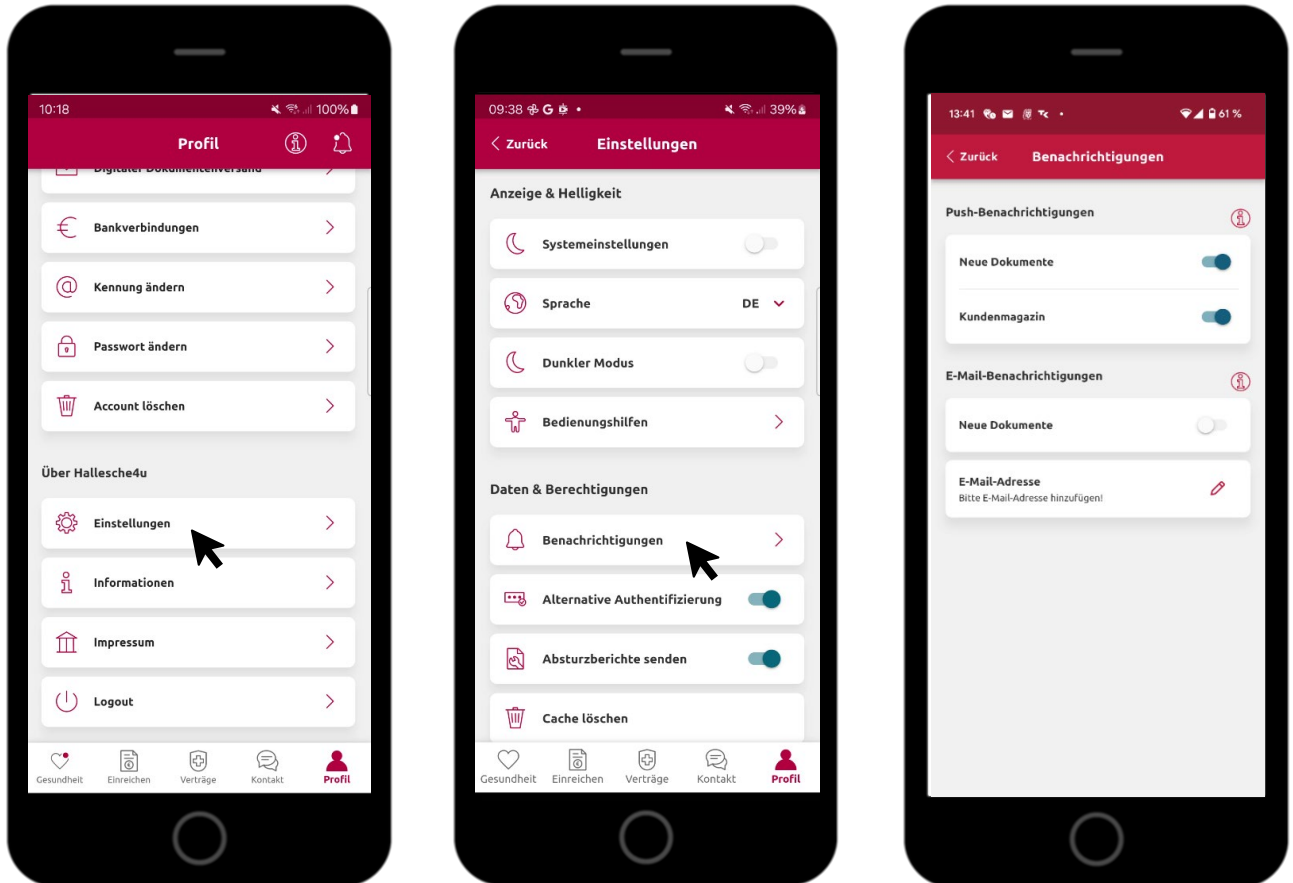 10:18
100%
Profil
Digitaler Dokumentenversand
Bankverbindungen
Kennung ändern
Passwort ändern
Account löschen
Über Hallesche4u
Einstellungen
Informationen
Impressum
Logout
Gesundheit Einreichen Verträge Kontakt Profil
09:38 G • 39%
Zurück Einstellungen
Anzeige & Helligkeit
Systemeinstellungen
Sprache DE
Dunkler Modus
Bedienungshilfen
Daten & Berechtigungen
Benachrichtigungen
Alternative Authentifizierung
Absturzberichte senden
Cache löschen
Gesundheit Einreichen Verträge Kontakt Profil
13:41 • 61 %
Zurück Benachrichtigungen
Push-Benachrichtigungen
Neue Dokumente
Kundenmagazin
E-Mail-Benachrichtigungen
Neue Dokumente
E-Mail-Adresse
Bitte E-Mail-Adresse hinzufügen!